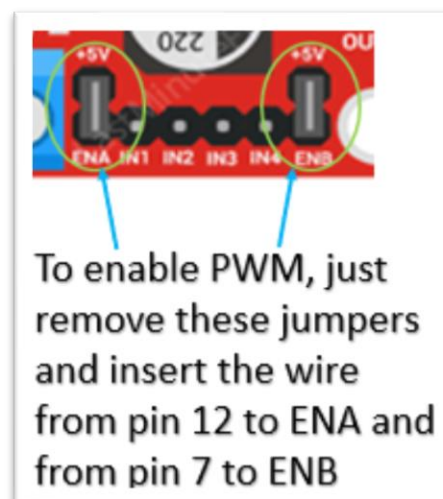 220
+5V +5V OU
ENA IN1 IN2 IN3 IN4 ENB
To enable PWM, just
remove these jumpers
and insert the wire
from pin 12 to ENA and
from pin 7 to ENB